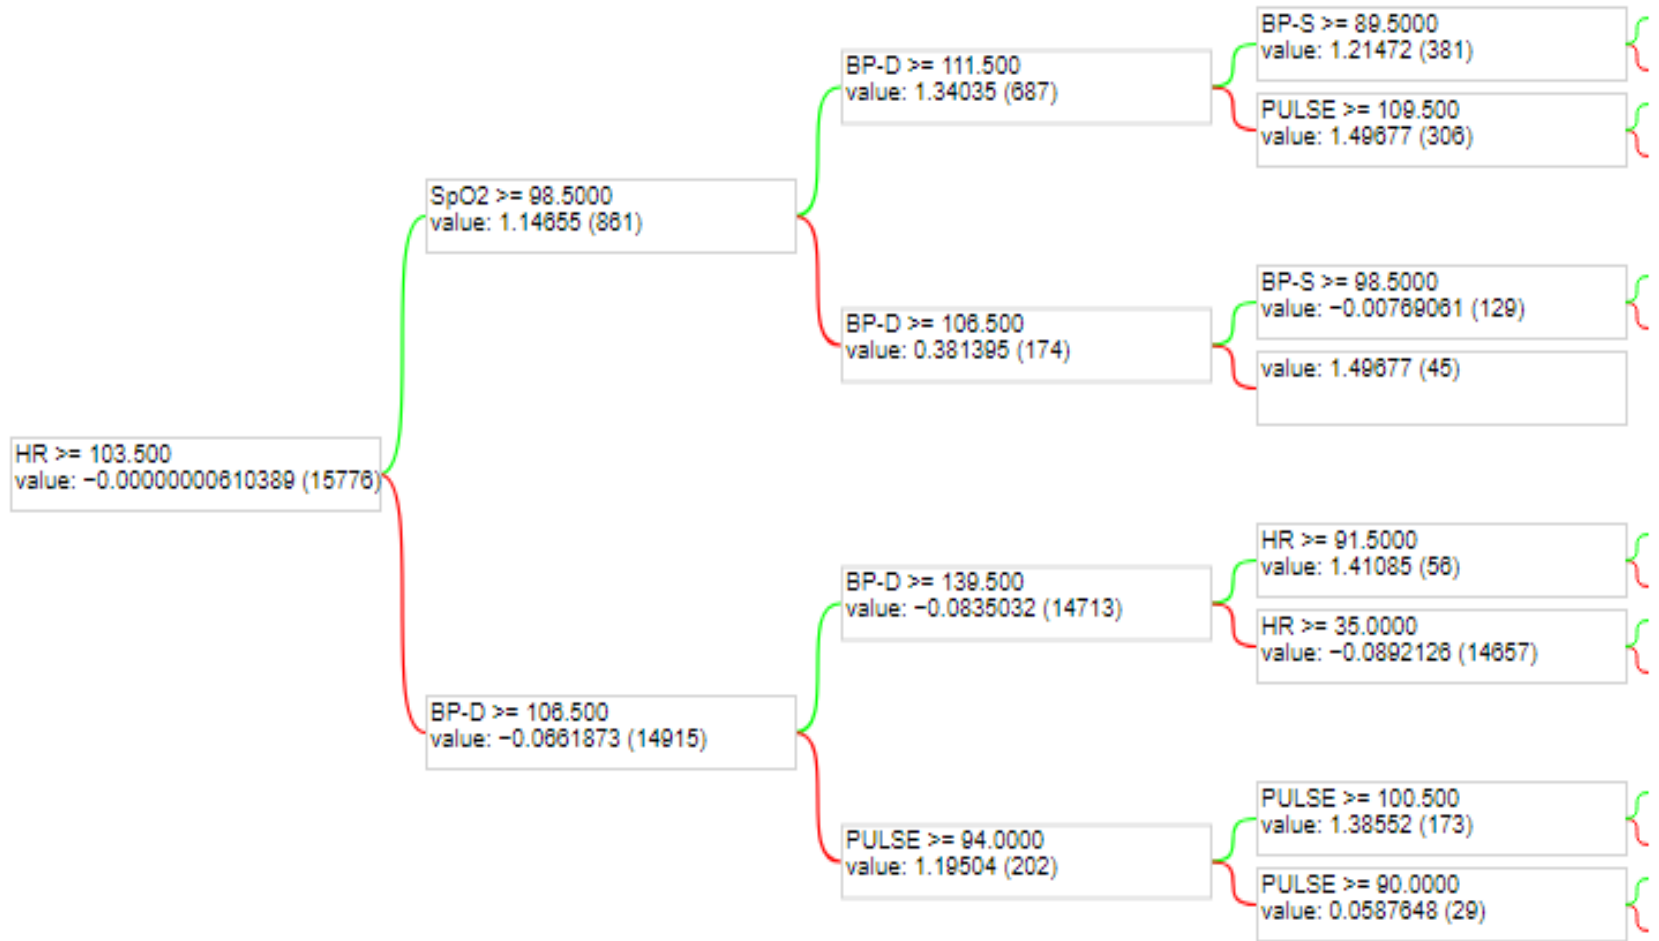 BP-S >= 89.5000
value: 1.21472 (381)
BP-D >= 111.500
value: 1.34035 (687)
PULSE >= 109.500
value: 1.49677 (306)
SpO2 >= 98.5000
value: 1.14655 (861)
BP-S >= 98.5000
value: −0.00769061 (129)
BP-D >= 106.500
value: 0.381395 (174)
value: 1.49677 (45)
HR >= 103.500
value: −0.00000000610389 (15776)
HR >= 91.5000
value: 1.41085 (56)
BP-D >= 139.500
value: −0.0835032 (14713)
HR >= 35.0000
value: −0.0892126 (14657)
BP-D >= 106.500
value: −0.0661873 (14915)
PULSE >= 100.500
value: 1.38552 (173)
PULSE >= 94.0000
value: 1.19504 (202)
PULSE >= 90.0000
value: 0.0587648 (29)